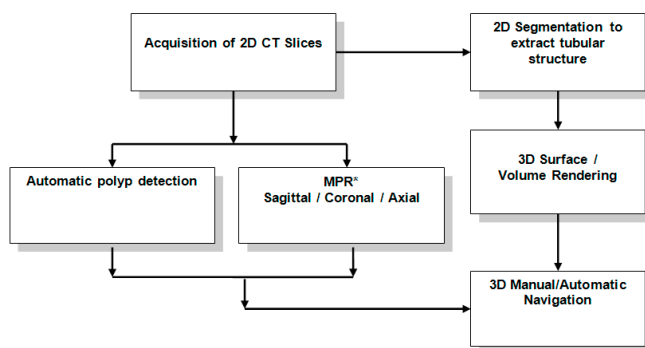 Acquisition of 2D CT Slices
2D Segmentation to
extract tubular
structure
Automatic polyp detection
MPR*
Sagittal / Coronal / Axial
3D Surface /
Volume Rendering
3D Manual/Automatic
Navigation